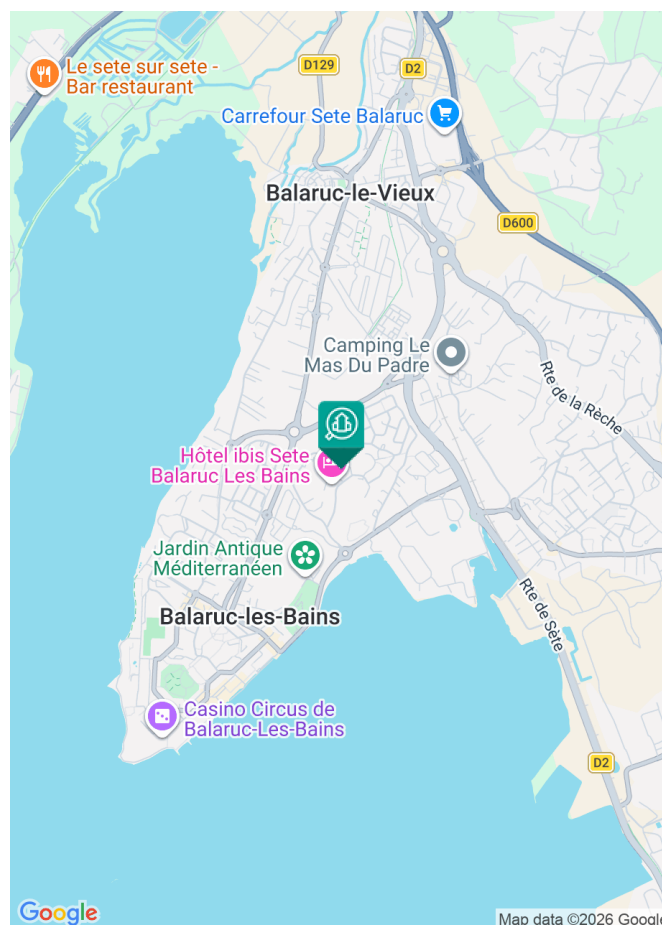 Le sete sur sete -
Bar restaurant
D129
D2
Carrefour Sete Balaruc
Balaruc-le-Vieux
D600
Camping Le
Mas Du Padre
Rte de la Rèche
Hôtel ibis Sete
Balaruc Les Bains
Jardin Antique
Méditerranéen
Rte de Sète
Balaruc-les-Bains
Casino Circus de
Balaruc-Les-Bains
D2
Google
Map data ©2026 Google